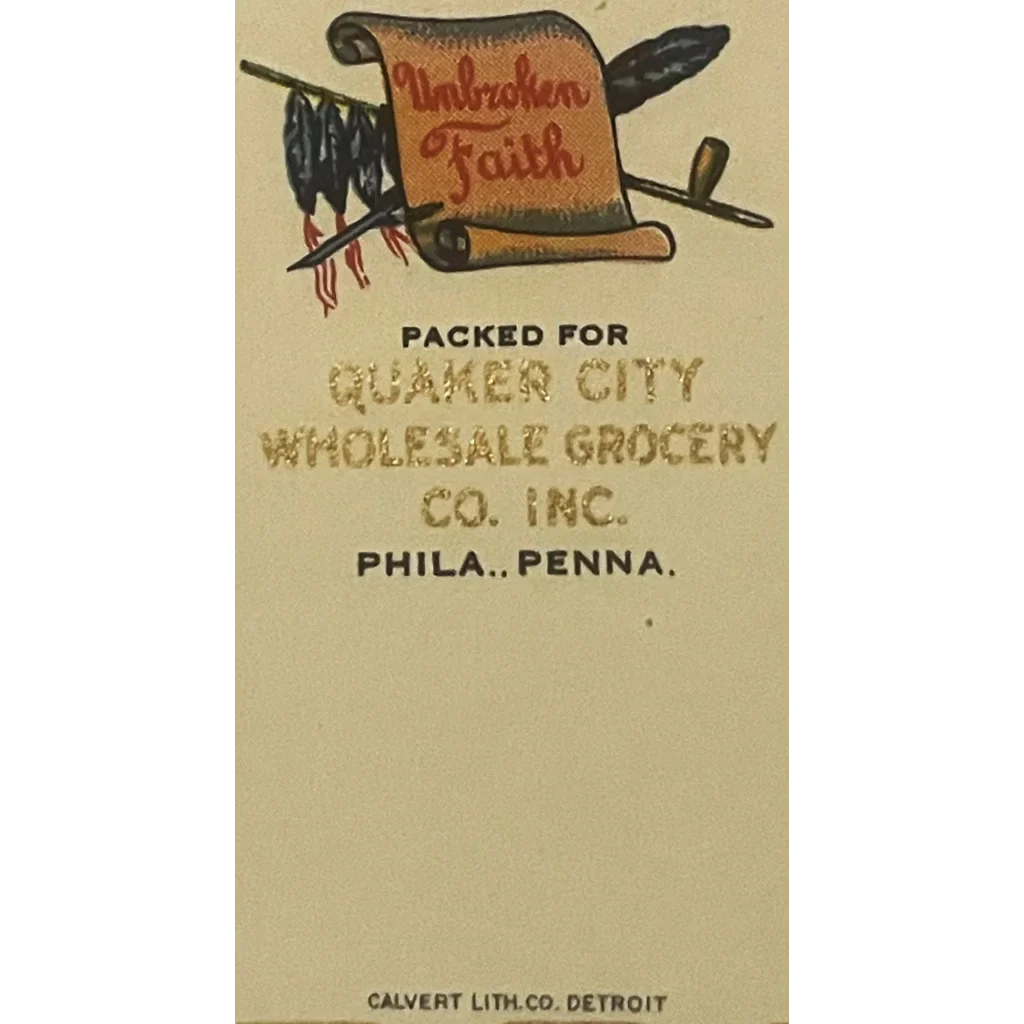 Unbroken
Faith
PACKED FOR
QUAKER CITY
WHOLESALE GROCERY
CO. INC.
PHILA., PENNA.
CALVERT LITH.CO. DETROIT